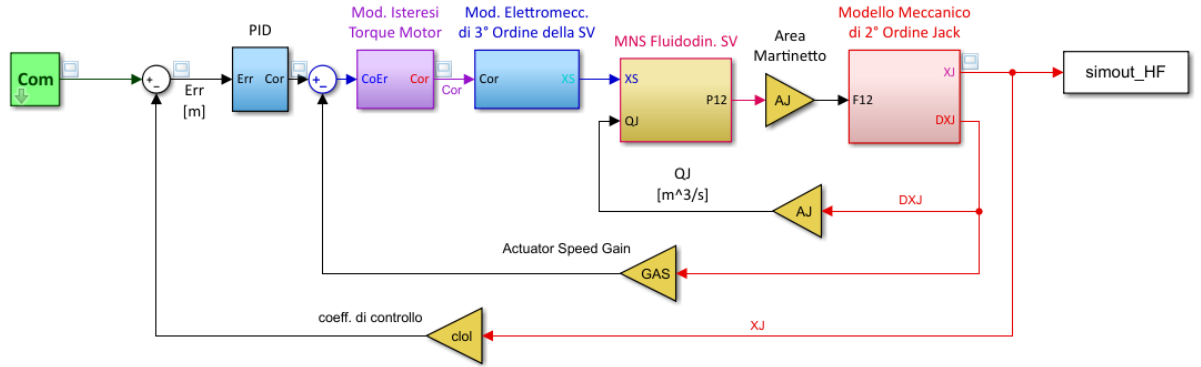 Mod. Isteresi
Torque Motor
Mod. Elettromecc.
di 3° Ordine della SV
Modello Meccanico
di 2° Ordine Jack
PID
MNS Fluidodin. SV
Area
Martinetto
Com
Err
[m]
Err
Cor
CoEr
Cor
Cor
Cor
XS
XS
QJ
P12
AJ
F12
XJ
DXJ
simout_HF
QJ
[m^3/s]
AJ
DXJ
Actuator Speed Gain
GAS
coeff. di controllo
clol
XJ